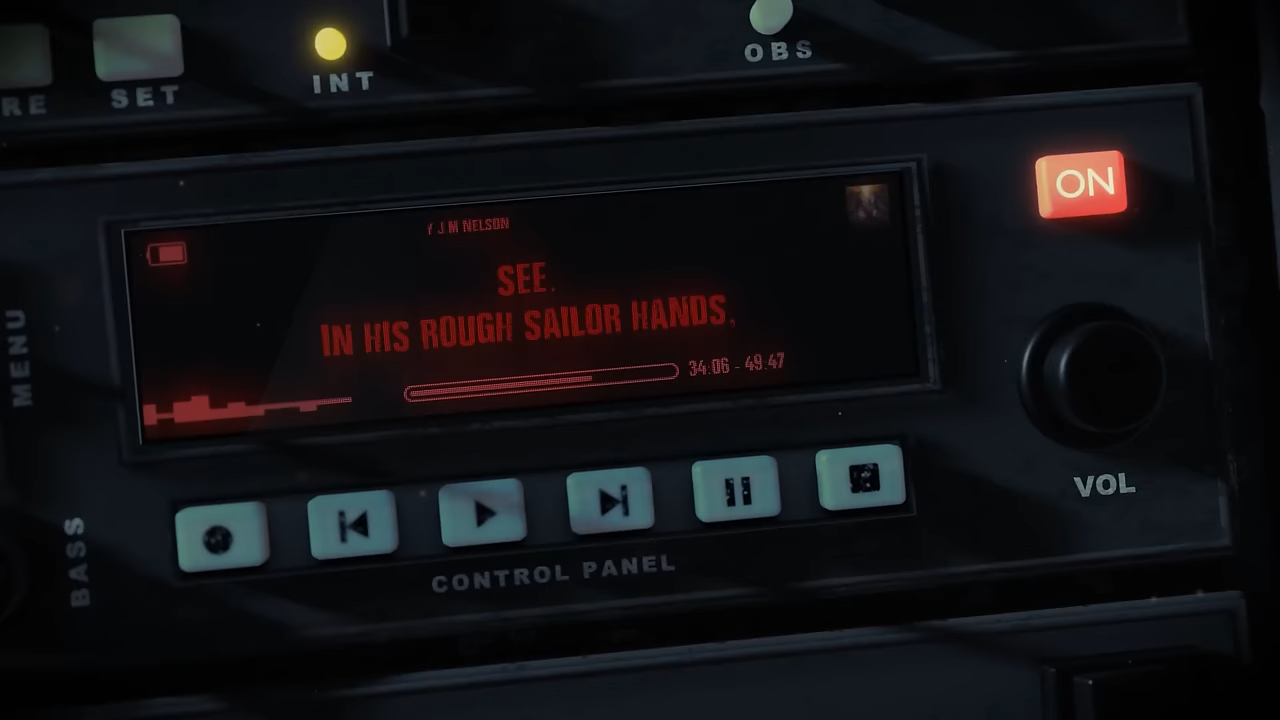 RE
SET
INT
OBS
ON
Y J M NELSON
SEE.
IN HIS ROUGH SAILOR HANDS,
34:06 - 49:47
MENU
BASS
VOL
CONTROL PANEL